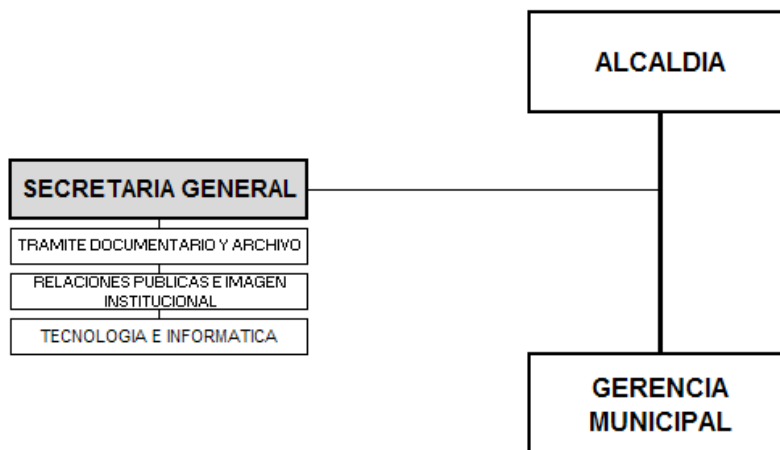 ALCALDIA
SECRETARIA GENERAL
TRAMITE DOCUMENTARIO Y ARCHIVO
RELACIONES PUBLICAS E IMAGEN
INSTITUCIONAL
TECNOLOGIA E INFORMATICA
GERENCIA
MUNICIPAL